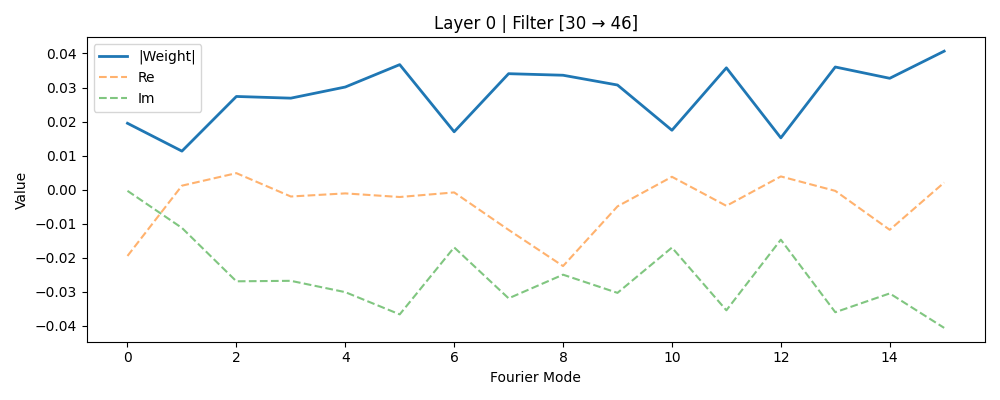 Layer 0 | Filter [30 → 46]
|Weight|
Re
Im
Value
0.04
0.03
0.02
0.01
0.00
−0.01
−0.02
−0.03
−0.04
0 2 4 6 8 10 12 14
Fourier Mode